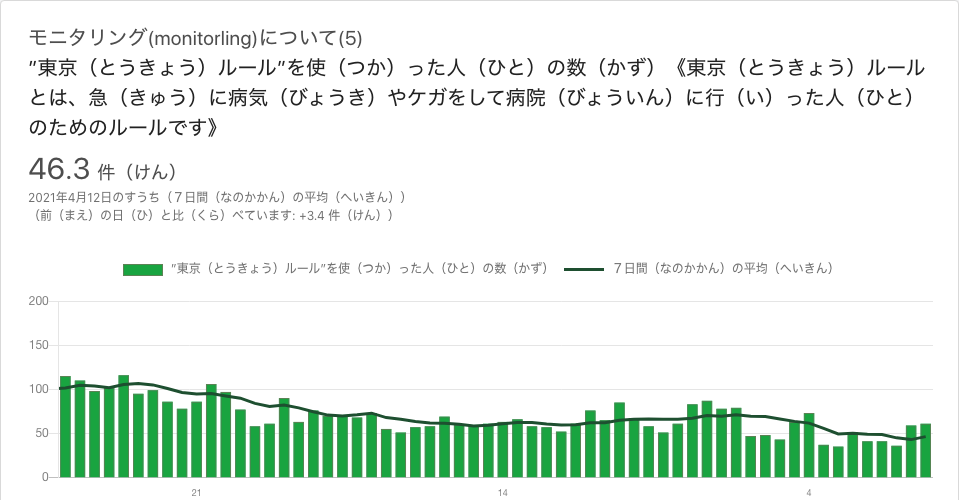 モニタリング(monitorling)について(5)
”東京（とうきょう）ルール”を使（つか）った人（ひと）の数（かず）《東京（とうきょう）ルール
とは、急（きゅう）に病気（びょうき）やケガをして病院（びょういん）に行（い）った人（ひと）
のためのルールです》
46.3 件（けん）
2021年4月12日のすうち（７日間（なのかかん）の平均（へいきん））
（前（まえ）の日（ひ）と比（くら）べています: +3.4 件（けん））
”東京（とうきょう）ルール”を使（つか）った人（ひと）の数（かず） ７日間（なのかかん）の平均（へいきん）
200
150
100
50
0
21 14 4